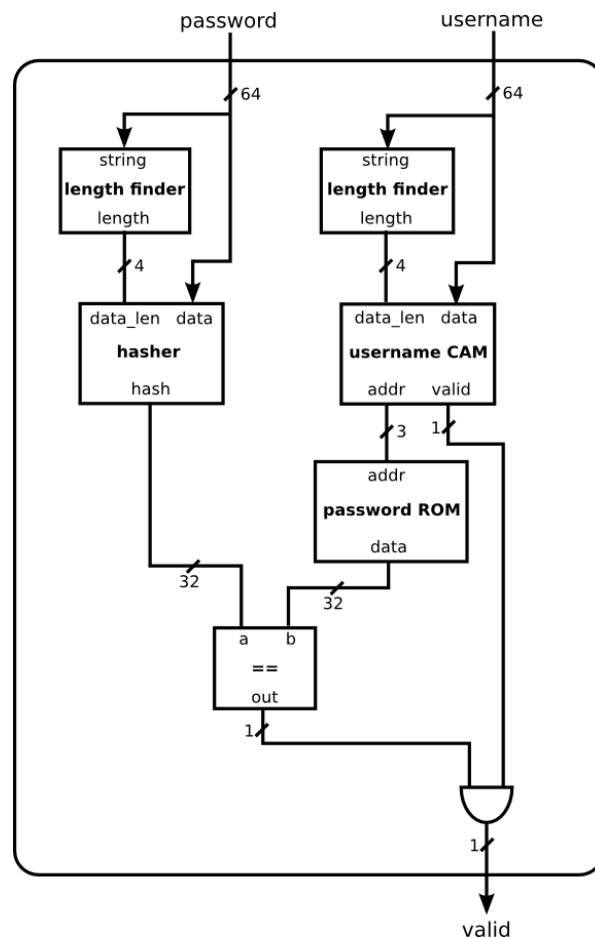 password
username
64
64
string
length finder
length
string
length finder
length
4
4
data_len data
hasher
hash
data_len data
username CAM
addr valid
3
1
addr
password ROM
data
32
32
a b
==
out
1
1
valid